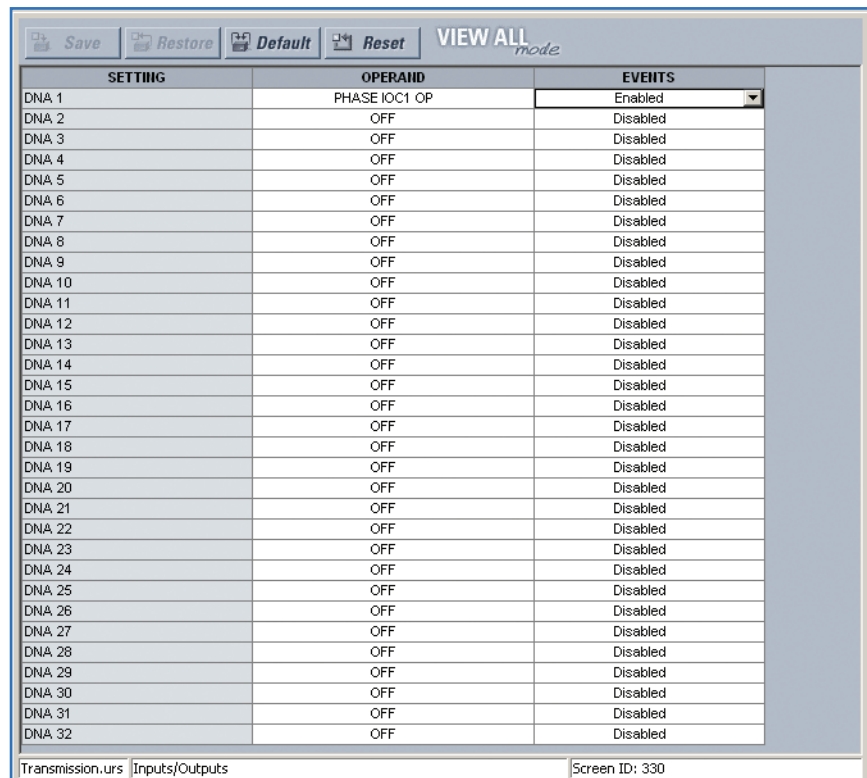 Save Restore Default Reset VIEW ALL mode
SETTING OPERAND EVENTS
DNA 1 PHASE IOC1 OP Enabled
DNA 2 OFF Disabled
DNA 3 OFF Disabled
DNA 4 OFF Disabled
DNA 5 OFF Disabled
DNA 6 OFF Disabled
DNA 7 OFF Disabled
DNA 8 OFF Disabled
DNA 9 OFF Disabled
DNA 10 OFF Disabled
DNA 11 OFF Disabled
DNA 12 OFF Disabled
DNA 13 OFF Disabled
DNA 14 OFF Disabled
DNA 15 OFF Disabled
DNA 16 OFF Disabled
DNA 17 OFF Disabled
DNA 18 OFF Disabled
DNA 19 OFF Disabled
DNA 20 OFF Disabled
DNA 21 OFF Disabled
DNA 22 OFF Disabled
DNA 23 OFF Disabled
DNA 24 OFF Disabled
DNA 25 OFF Disabled
DNA 26 OFF Disabled
DNA 27 OFF Disabled
DNA 28 OFF Disabled
DNA 29 OFF Disabled
DNA 30 OFF Disabled
DNA 31 OFF Disabled
DNA 32 OFF Disabled
Transmission.urs Inputs/Outputs Screen ID: 330